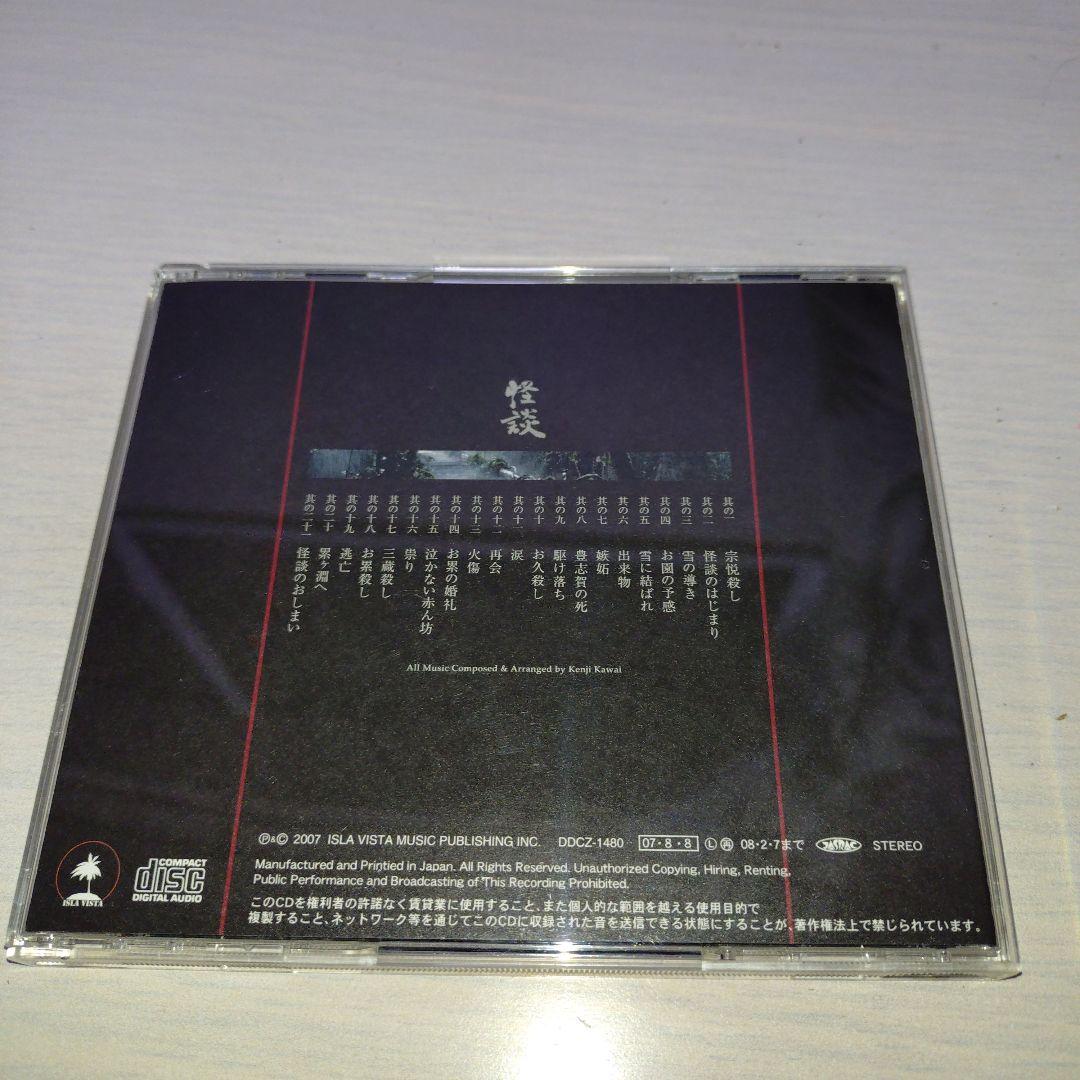 怪談
其の一 宗悦殺し
其の二 怪談のはじまり
其の三 雪の導き
其の四 お園の予感
其の五 雪に結ばれ
其の六 出来物
其の七 嫉妬
其の八 豊志賀の死
其の九 駆け落ち
其の十 お久殺し
其の十一 涙
其の十二 再会
其の十三 火傷
其の十四 お累の婚礼
其の十五 泣かない赤ん坊
其の十六 祟り
其の十七 三蔵殺し
其の十八 お累殺し
其の十九 逃亡
其の二十 累ヶ淵へ
其の二十一 怪談のおしまい
All Music Composed & Arranged by Kenji Kawai
ISLA VISTA
COMPACT
disc
DIGITAL AUDIO
Ⓟ&© 2007 ISLA VISTA MUSIC PUBLISHING INC. DDCZ-1480 07・8・8 Ⓛ㊢ 08・2・7まで JASRAC STEREO
Manufactured and Printied in Japan. All Rights Reserved. Unauthorized Copying, Hiring, Renting,
Public Performance and Broadcasting of This Recording Prohibited.
このCDを権利者の許諾なく賃貸業に使用すること、また個人的な範囲を越える使用目的で
複製すること、ネットワーク等を通じてこのCDに収録された音を送信できる状態にすることが、著作権法上で禁じられています。